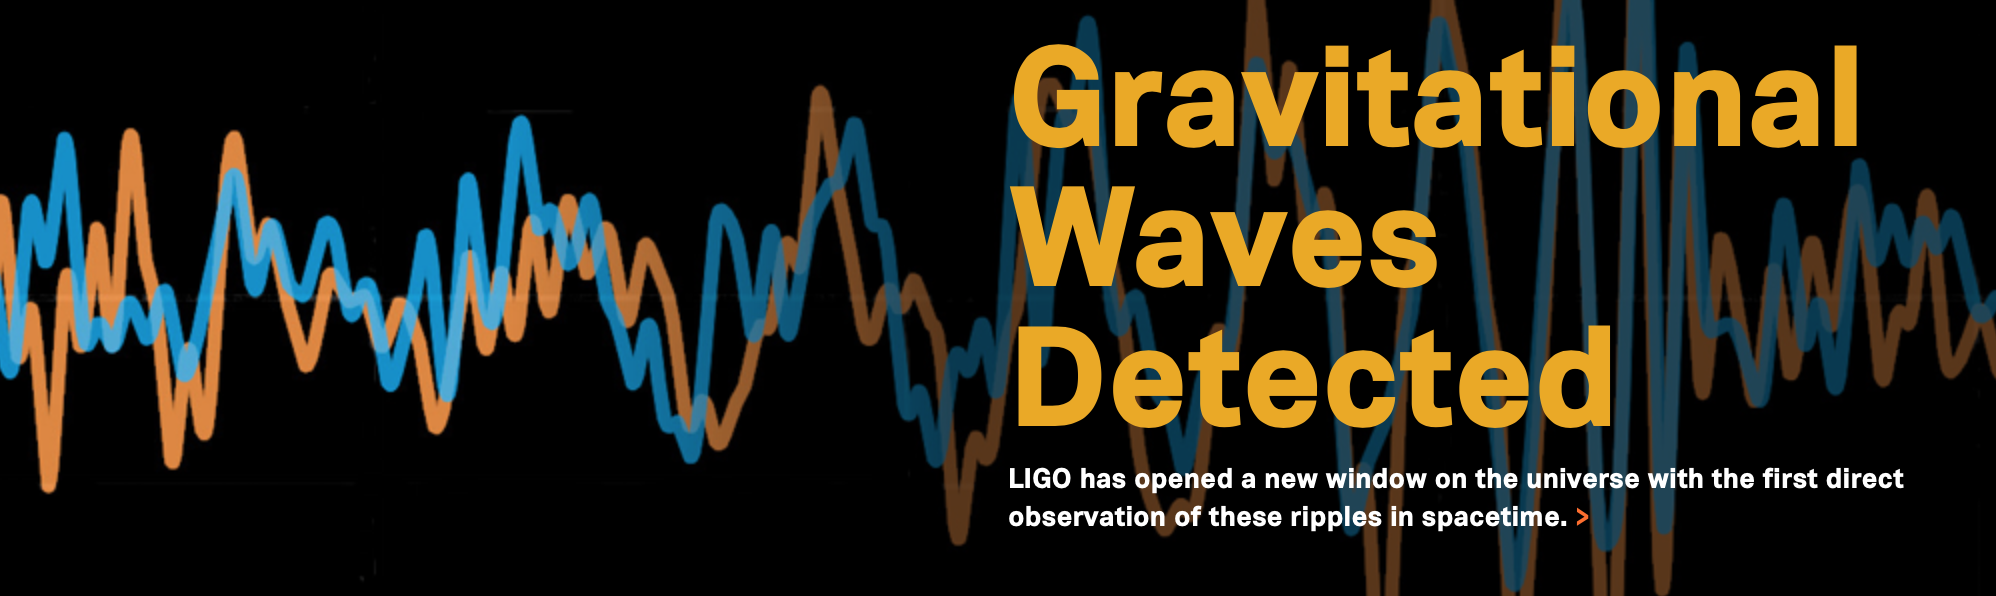 Gravitational
Waves
Detected
LIGO has opened a new window on the universe with the first direct
observation of these ripples in spacetime. >